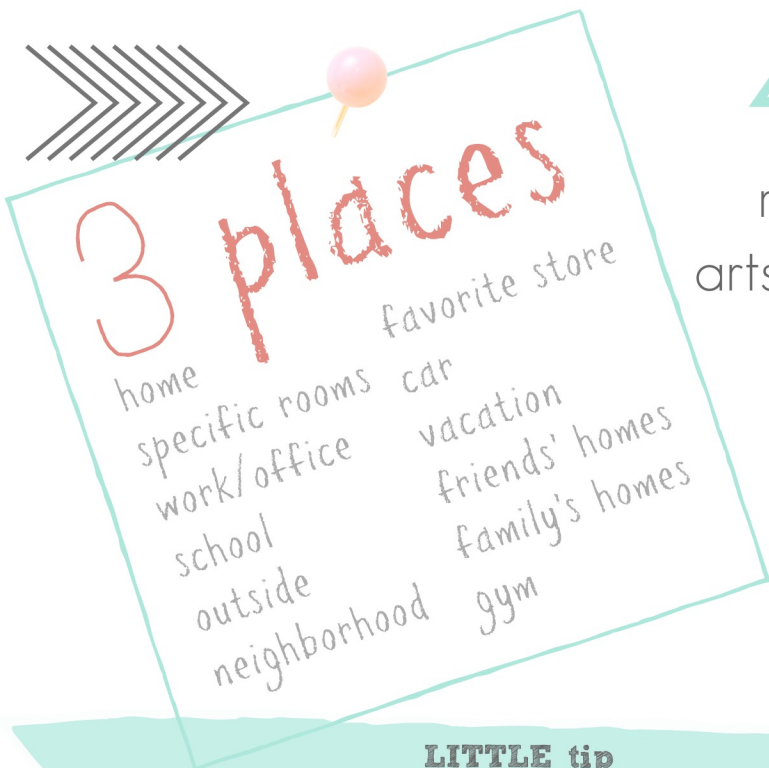 3 places
home
specific rooms
work/office
school
outside
neighborhood
favorite store
car
vacation
friends' homes
family's homes
gym
arts
LITTLE tip